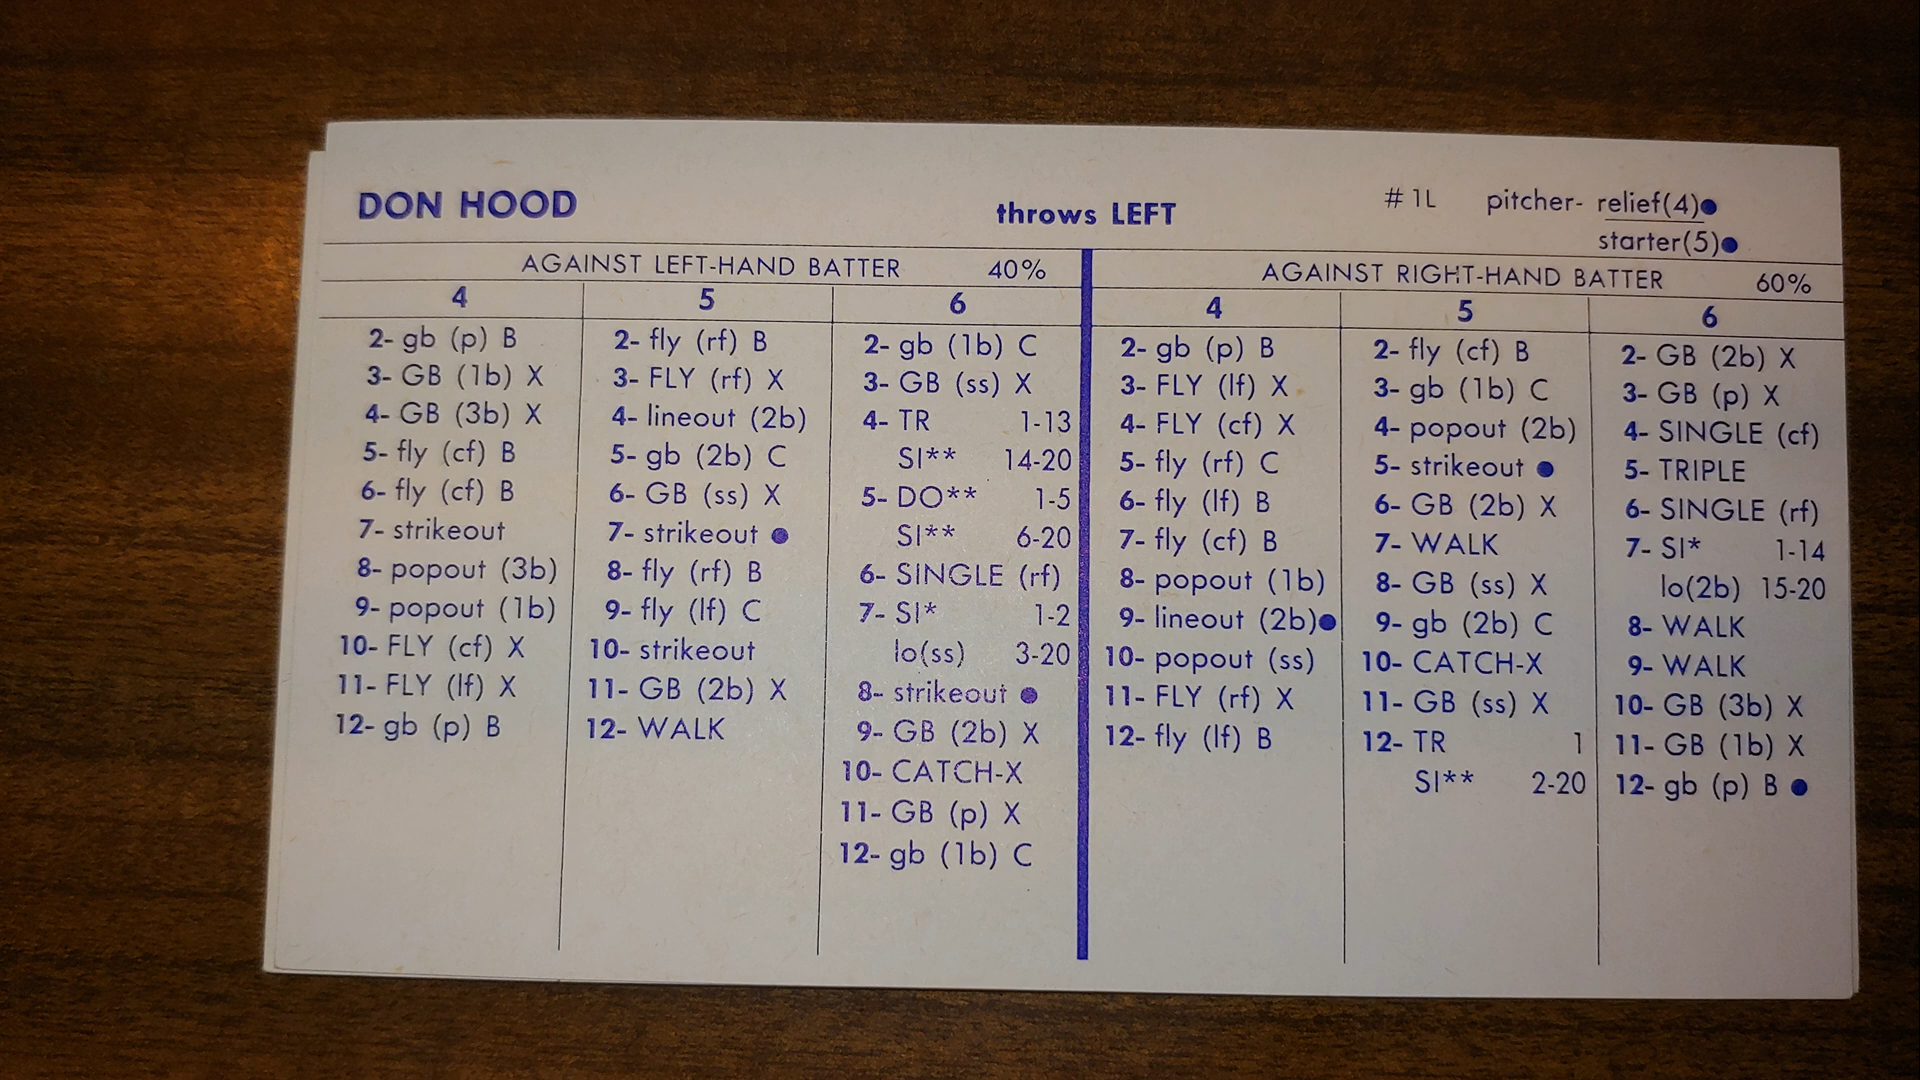 DON HOOD
throws LEFT
# 1L pitcher- relief(4)●
starter(5)●
AGAINST LEFT-HAND BATTER 40%
4
2- gb (p) B
3- GB (1b) X
4- GB (3b) X
5- fly (cf) B
6- fly (cf) B
7- strikeout
8- popout (3b)
9- popout (1b)
10- FLY (cf) X
11- FLY (lf) X
12- gb (p) B
5
2- fly (rf) B
3- FLY (rf) X
4- lineout (2b)
5- gb (2b) C
6- GB (ss) X
7- strikeout ●
8- fly (rf) B
9- fly (lf) C
10- strikeout
11- GB (2b) X
12- WALK
6
2- gb (1b) C
3- GB (ss) X
4- TR 1-13
SI** 14-20
5- DO** 1-5
SI** 6-20
6- SINGLE (rf)
7- SI* 1-2
lo(ss) 3-20
8- strikeout ●
9- GB (2b) X
10- CATCH-X
11- GB (p) X
12- gb (1b) C
AGAINST RIGHT-HAND BATTER 60%
4
2- gb (p) B
3- FLY (lf) X
4- FLY (cf) X
5- fly (rf) C
6- fly (lf) B
7- fly (cf) B
8- popout (1b)
9- lineout (2b)●
10- popout (ss)
11- FLY (rf) X
12- fly (lf) B
5
2- fly (cf) B
3- gb (1b) C
4- popout (2b)
5- strikeout ●
6- GB (2b) X
7- WALK
8- GB (ss) X
9- gb (2b) C
10- CATCH-X
11- GB (ss) X
12- TR 1
SI** 2-20
6
2- GB (2b) X
3- GB (p) X
4- SINGLE (cf)
5- TRIPLE
6- SINGLE (rf)
7- SI* 1-14
lo(2b) 15-20
8- WALK
9- WALK
10- GB (3b) X
11- GB (1b) X
12- gb (p) B ●